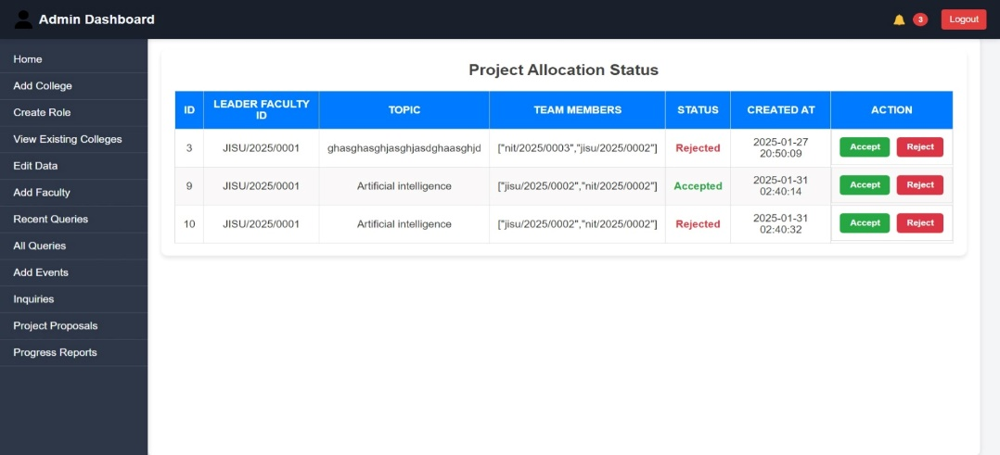 Admin Dashboard
3
Logout
Home
Add College
Create Role
View Existing Colleges
Edit Data
Add Faculty
Recent Queries
All Queries
Add Events
Inquiries
Project Proposals
Progress Reports
Project Allocation Status
ID LEADER FACULTY ID TOPIC TEAM MEMBERS STATUS CREATED AT ACTION
3 JISU/2025/0001 ghasghasghjasghjasdghaasghjd ["nit/2025/0003","jisu/2025/0002"] Rejected 2025-01-27 20:50:09 Accept Reject
9 JISU/2025/0001 Artificial intelligence ["jisu/2025/0002","nit/2025/0002"] Accepted 2025-01-31 02:40:14 Accept Reject
10 JISU/2025/0001 Artificial intelligence ["jisu/2025/0002","nit/2025/0002"] Rejected 2025-01-31 02:40:32 Accept Reject